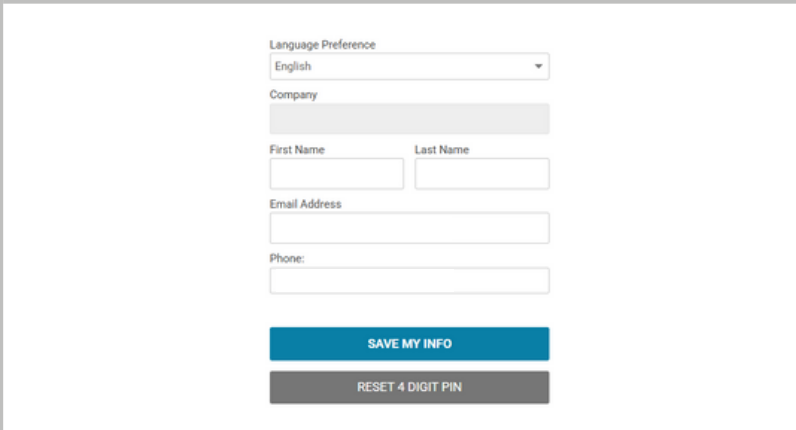 Language Preference
English
Company
First Name Last Name
Email Address
Phone:
SAVE MY INFO
RESET 4 DIGIT PIN